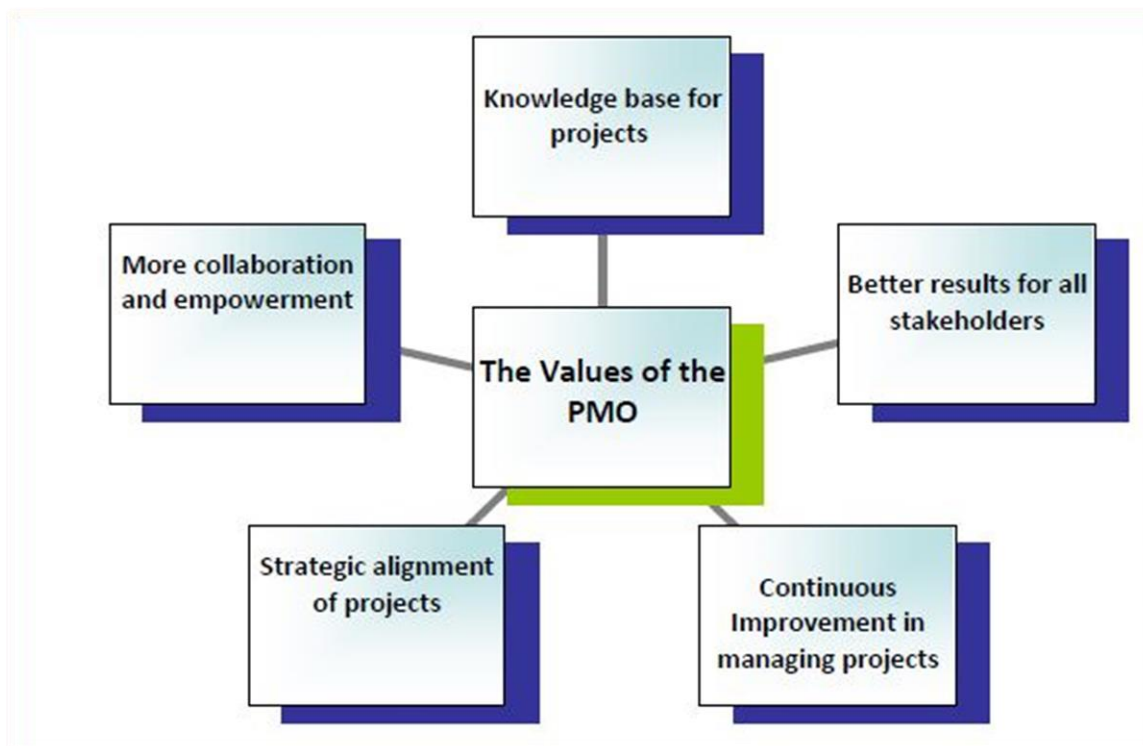 Knowledge base for
projects
More collaboration
and empowerment
Better results for all
stakeholders
The Values of the
PMO
Strategic alignment
of projects
Continuous
Improvement in
managing projects